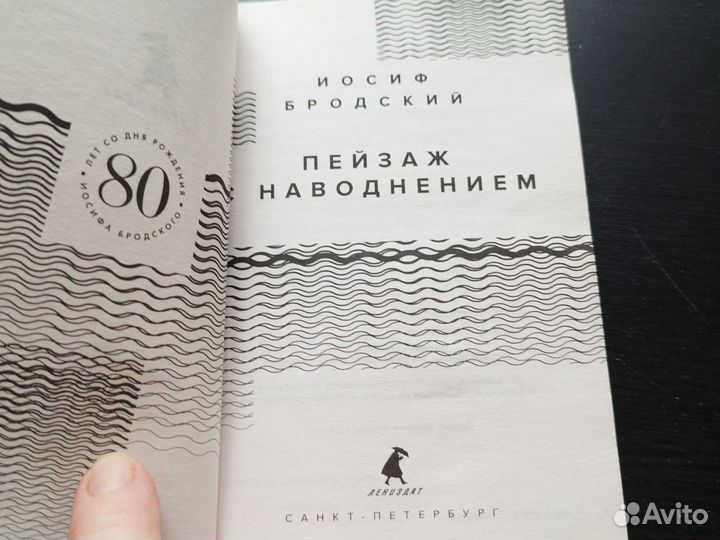 ЛЕТ СО ДНЯ РОЖДЕНИЯ
80
ИОСИФА БРОДСКОГО
ИОСИФ
БРОДСКИЙ
ПЕЙЗАЖ
НАВОДНЕНИЕМ
ЛЕНИЗДАТ
САНКТ-ПЕТЕРБУРГ
Avito